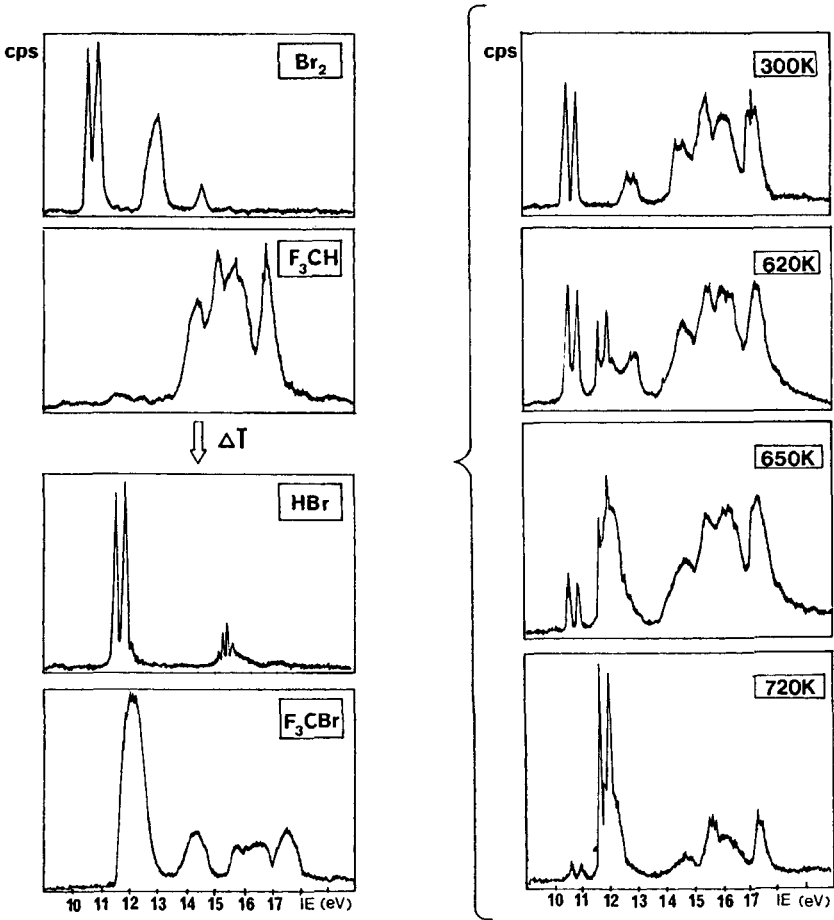 cps
Br₂
F₃CH
ΔT
HBr
F₃CBr
10 11 12 13 14 15 16 17 IE (eV)
cps
300K
620K
650K
720K
10 11 12 13 14 15 16 17 IE (eV)